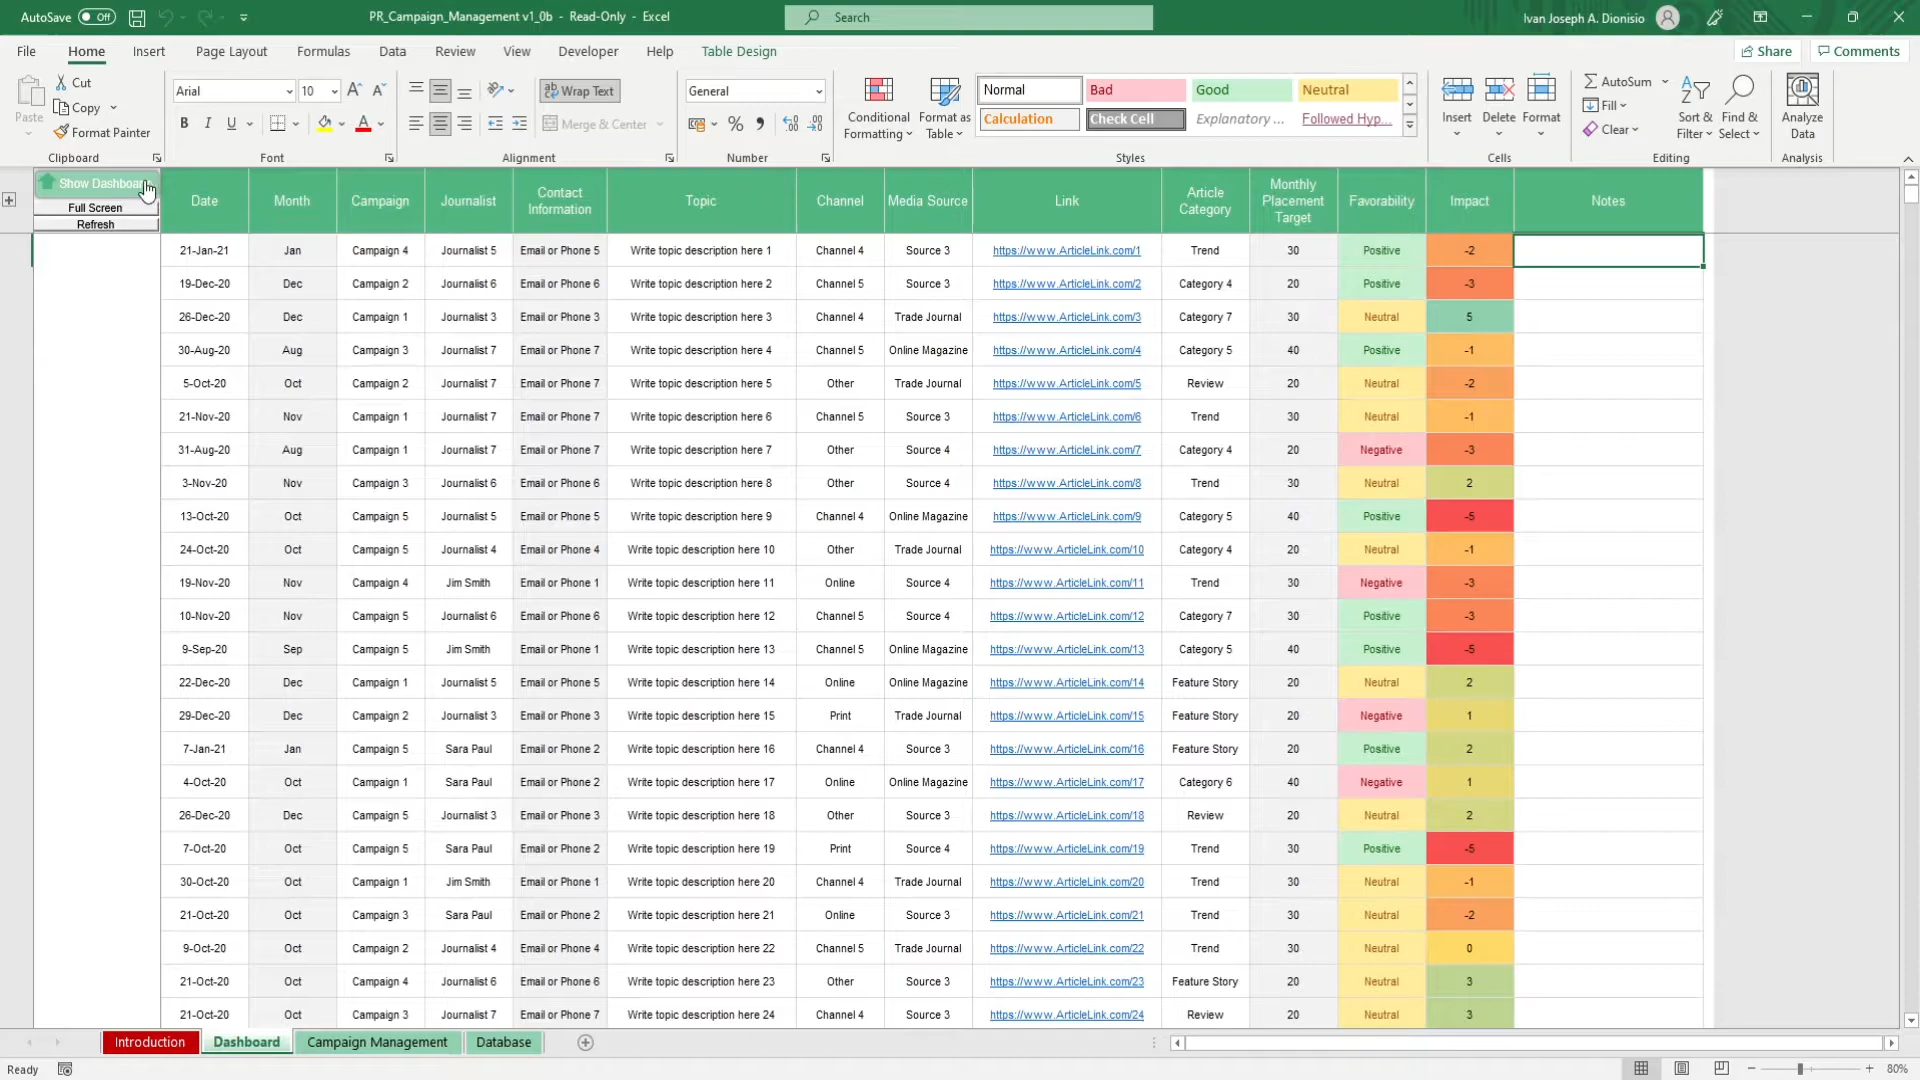 AutoSave Off PR_Campaign_Management v1_0b - Read-Only - Excel Search Ivan Joseph A. Dionisio
File Home Insert Page Layout Formulas Data Review View Developer Help Table Design Share Comments
Paste Cut Copy Format Painter
Arial 10 Wrap Text Merge & Center General
Conditional Formatting Format as Table
Normal Bad Good Neutral
Calculation Check Cell Explanatory ... Followed Hyp...
Insert Delete Format AutoSum Fill Clear Sort & Filter Find & Select Analyze Data
Clipboard Font Alignment Number Styles Cells Editing Analysis
Show Dashboar
Full Screen
Refresh
Date Month Campaign Journalist Contact Information Topic Channel Media Source Link Article Category Monthly Placement Target Favorability Impact Notes
21-Jan-21 Jan Campaign 4 Journalist 5 Email or Phone 5 Write topic description here 1 Channel 4 Source 3 https://www.ArticleLink.com/1 Trend 30 Positive -2
19-Dec-20 Dec Campaign 2 Journalist 6 Email or Phone 6 Write topic description here 2 Channel 5 Source 3 https://www.ArticleLink.com/2 Category 4 20 Positive -3
26-Dec-20 Dec Campaign 1 Journalist 3 Email or Phone 3 Write topic description here 3 Channel 4 Trade Journal https://www.ArticleLink.com/3 Category 7 30 Neutral 5
30-Aug-20 Aug Campaign 3 Journalist 7 Email or Phone 7 Write topic description here 4 Channel 5 Online Magazine https://www.ArticleLink.com/4 Category 5 40 Positive -1
5-Oct-20 Oct Campaign 2 Journalist 7 Email or Phone 7 Write topic description here 5 Other Trade Journal https://www.ArticleLink.com/5 Review 20 Neutral -2
21-Nov-20 Nov Campaign 1 Journalist 7 Email or Phone 7 Write topic description here 6 Channel 5 Source 3 https://www.ArticleLink.com/6 Trend 30 Neutral -1
31-Aug-20 Aug Campaign 1 Journalist 7 Email or Phone 7 Write topic description here 7 Other Source 4 https://www.ArticleLink.com/7 Category 4 20 Negative -3
3-Nov-20 Nov Campaign 3 Journalist 6 Email or Phone 6 Write topic description here 8 Other Source 4 https://www.ArticleLink.com/8 Trend 30 Neutral 2
13-Oct-20 Oct Campaign 5 Journalist 5 Email or Phone 5 Write topic description here 9 Channel 4 Online Magazine https://www.ArticleLink.com/9 Category 5 40 Positive -5
24-Oct-20 Oct Campaign 5 Journalist 4 Email or Phone 4 Write topic description here 10 Other Trade Journal https://www.ArticleLink.com/10 Category 4 20 Neutral -1
19-Nov-20 Nov Campaign 4 Jim Smith Email or Phone 1 Write topic description here 11 Online Source 4 https://www.ArticleLink.com/11 Trend 30 Negative -3
10-Nov-20 Nov Campaign 5 Journalist 6 Email or Phone 6 Write topic description here 12 Channel 5 Source 4 https://www.ArticleLink.com/12 Category 7 30 Positive -3
9-Sep-20 Sep Campaign 5 Jim Smith Email or Phone 1 Write topic description here 13 Channel 5 Online Magazine https://www.ArticleLink.com/13 Category 5 40 Positive -5
22-Dec-20 Dec Campaign 1 Journalist 5 Email or Phone 5 Write topic description here 14 Online Online Magazine https://www.ArticleLink.com/14 Feature Story 20 Neutral 2
29-Dec-20 Dec Campaign 2 Journalist 3 Email or Phone 3 Write topic description here 15 Print Trade Journal https://www.ArticleLink.com/15 Feature Story 20 Negative 1
7-Jan-21 Jan Campaign 5 Sara Paul Email or Phone 2 Write topic description here 16 Channel 4 Source 3 https://www.ArticleLink.com/16 Feature Story 20 Positive 2
4-Oct-20 Oct Campaign 1 Sara Paul Email or Phone 2 Write topic description here 17 Online Online Magazine https://www.ArticleLink.com/17 Category 6 40 Negative 1
26-Dec-20 Dec Campaign 5 Journalist 3 Email or Phone 3 Write topic description here 18 Other Source 3 https://www.ArticleLink.com/18 Review 20 Neutral 2
7-Oct-20 Oct Campaign 5 Sara Paul Email or Phone 2 Write topic description here 19 Print Source 4 https://www.ArticleLink.com/19 Trend 30 Positive -5
30-Oct-20 Oct Campaign 1 Jim Smith Email or Phone 1 Write topic description here 20 Channel 4 Trade Journal https://www.ArticleLink.com/20 Trend 30 Neutral -1
21-Oct-20 Oct Campaign 3 Sara Paul Email or Phone 2 Write topic description here 21 Online Source 3 https://www.ArticleLink.com/21 Trend 30 Neutral -2
9-Oct-20 Oct Campaign 2 Journalist 4 Email or Phone 4 Write topic description here 22 Channel 5 Trade Journal https://www.ArticleLink.com/22 Trend 30 Neutral 0
21-Oct-20 Oct Campaign 4 Journalist 6 Email or Phone 6 Write topic description here 23 Other Source 3 https://www.ArticleLink.com/23 Feature Story 20 Neutral 3
21-Oct-20 Oct Campaign 3 Journalist 7 Email or Phone 7 Write topic description here 24 Channel 4 Source 3 https://www.ArticleLink.com/24 Review 20 Neutral 3
Introduction Dashboard Campaign Management Database
Ready 80%